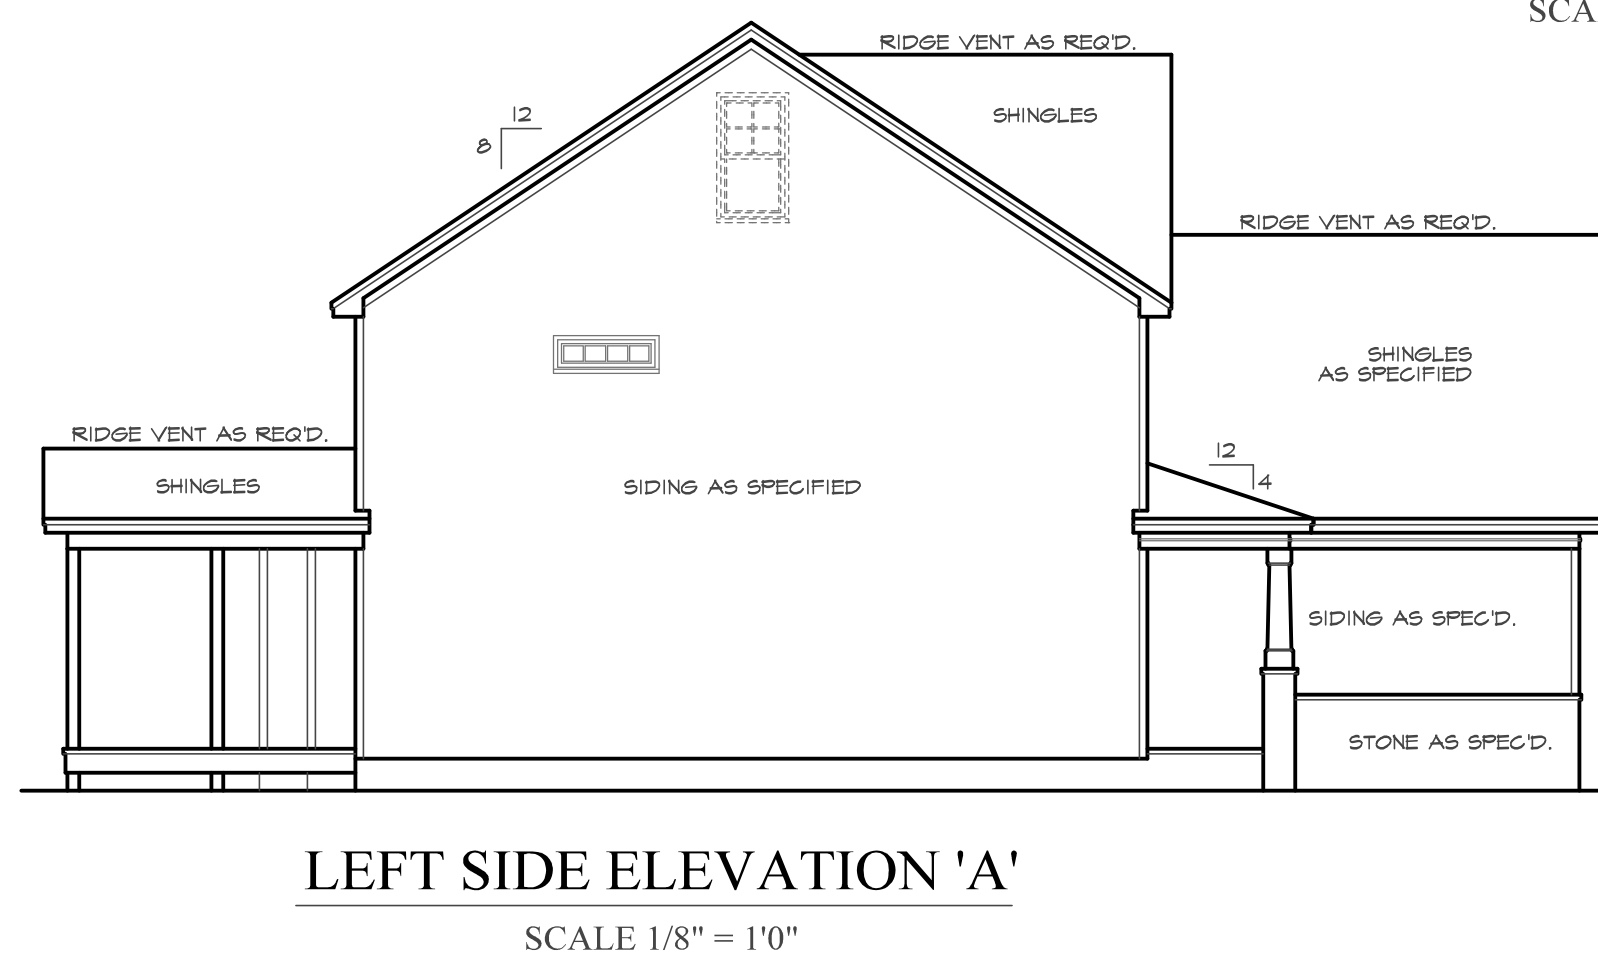 SCA
RIDGE VENT AS REQ'D.
12
8
SHINGLES
RIDGE VENT AS REQ'D.
SHINGLES
AS SPECIFIED
RIDGE VENT AS REQ'D.
12
4
SHINGLES
SIDING AS SPECIFIED
SIDING AS SPEC'D.
STONE AS SPEC'D.
LEFT SIDE ELEVATION 'A'
SCALE 1/8" = 1'0"